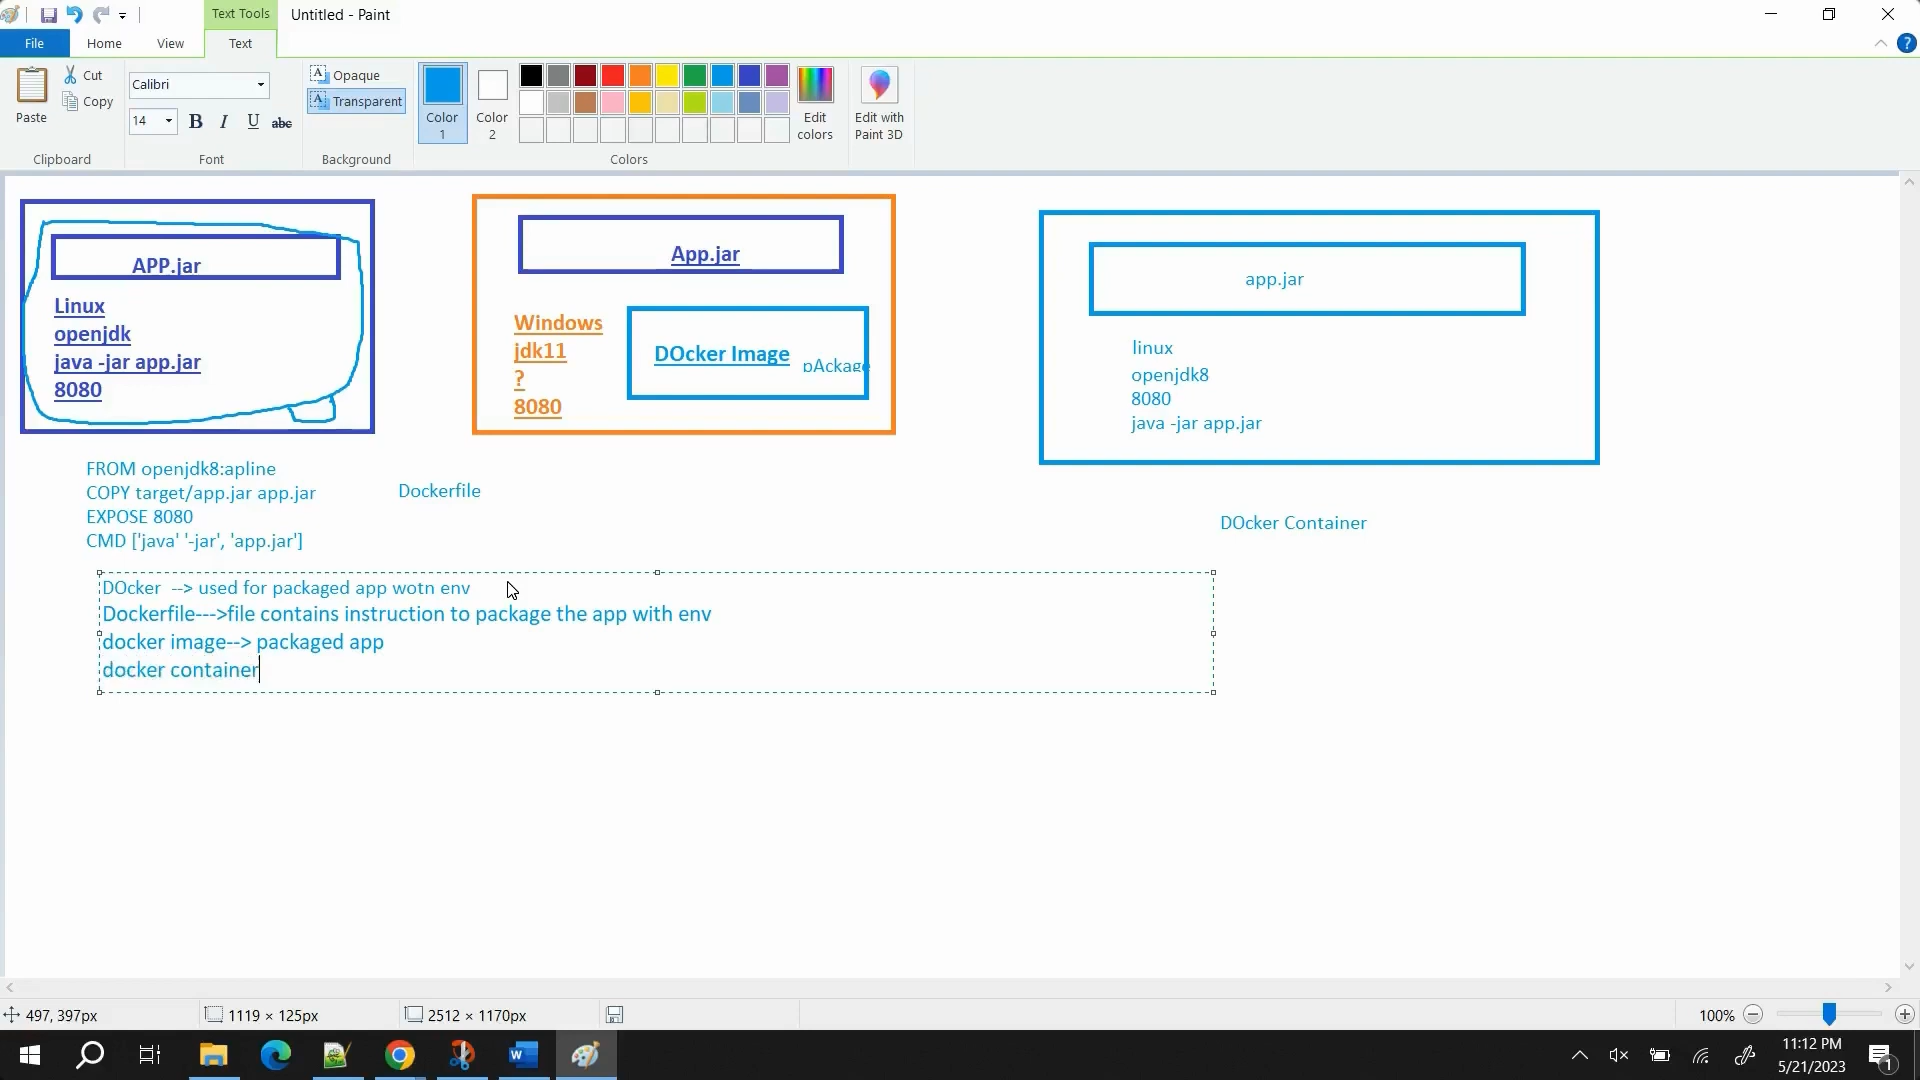 Text Tools
Untitled - Paint
File
Home
View
Text
Paste
Cut
Copy
Clipboard
Calibri
14
B I U abc
Font
Opaque
Transparent
Background
Color 1
Color 2
Edit colors
Colors
Edit with Paint 3D
APP.jar
Linux
openjdk
java -jar app.jar
8080
App.jar
Windows
jdk11
?
8080
DOcker Image
pAckage
app.jar
linux
openjdk8
8080
java -jar app.jar
FROM openjdk8:apline
COPY target/app.jar app.jar
EXPOSE 8080
CMD ['java' '-jar', 'app.jar']
Dockerfile
DOcker Container
DOcker --> used for packaged app wotn env
Dockerfile--->file contains instruction to package the app with env
docker image--> packaged app
docker container
497, 397px
1119 × 125px
2512 × 1170px
100%
11:12 PM
5/21/2023
1